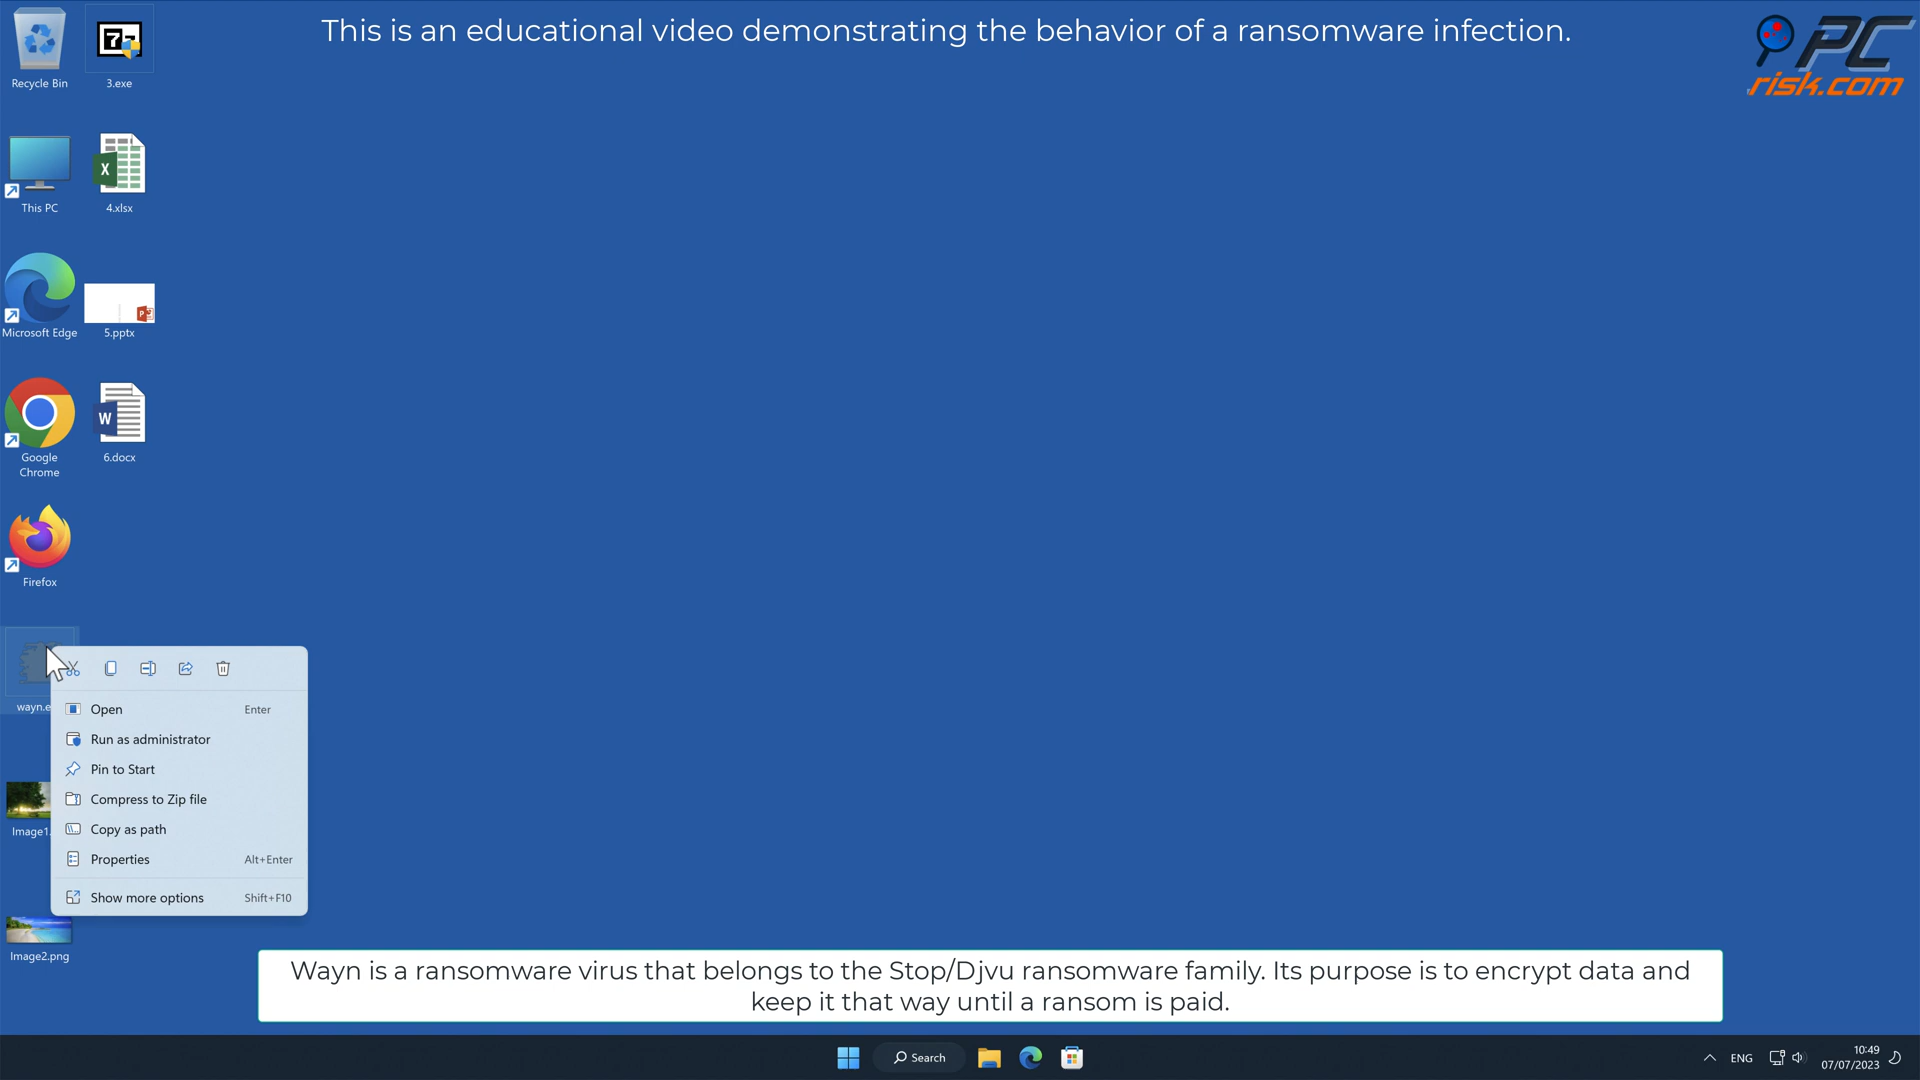 This is an educational video demonstrating the behavior of a ransomware infection.
PC
risk.com
Recycle Bin
3.exe
This PC
4.xlsx
Microsoft Edge
5.pptx
Google
Chrome
6.docx
Firefox
wayn.e
Open Enter
Run as administrator
Pin to Start
Compress to Zip file
Copy as path
Properties Alt+Enter
Show more options Shift+F10
Image1.
Image2.png
Wayn is a ransomware virus that belongs to the Stop/Djvu ransomware family. Its purpose is to encrypt data and
keep it that way until a ransom is paid.
Search
ENG
10:49
07/07/2023